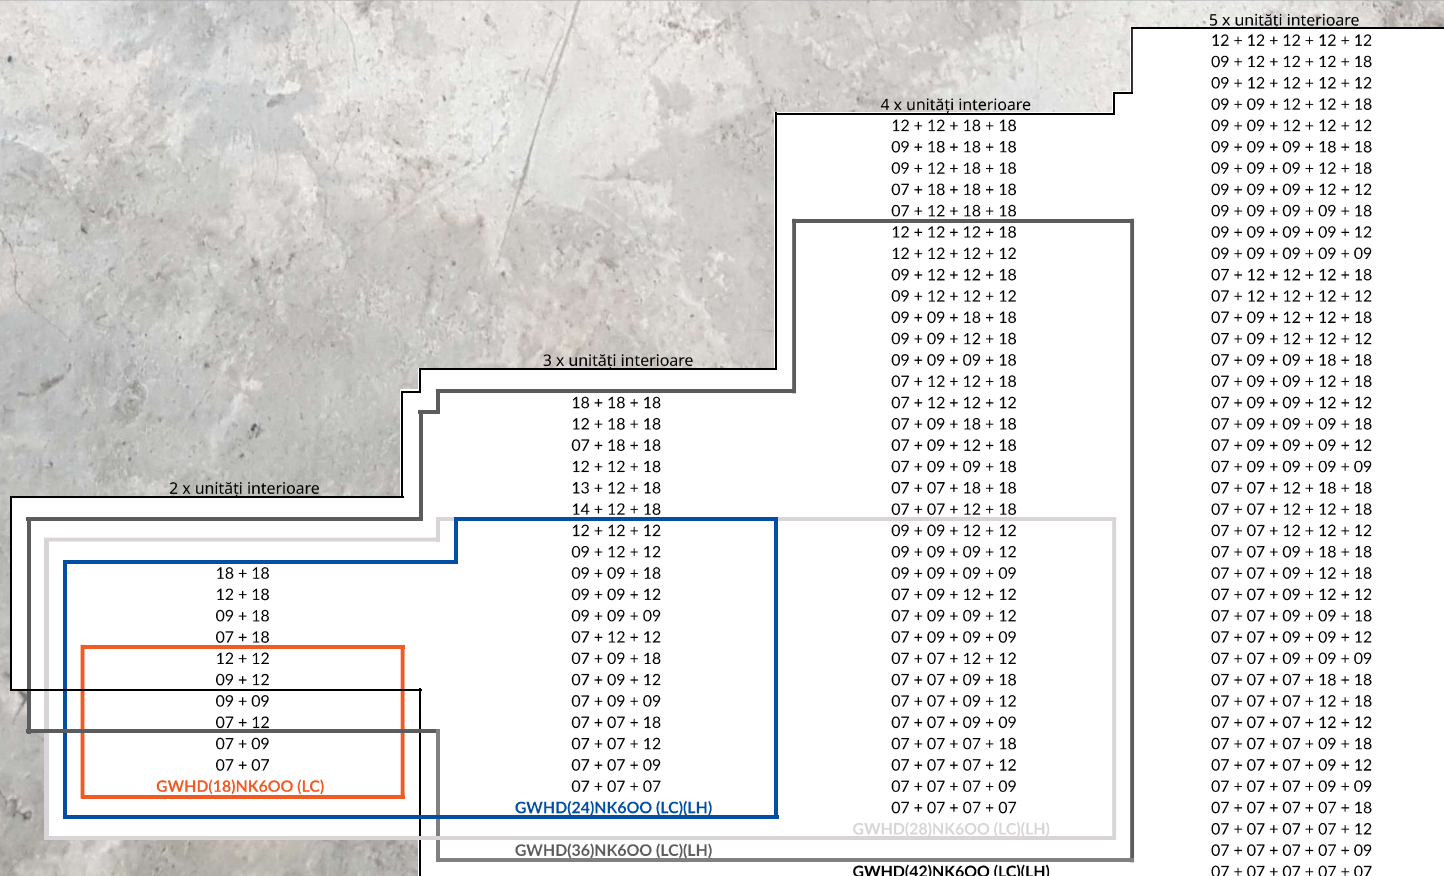 2 x unități interioare
18 + 18
12 + 18
09 + 18
07 + 18
12 + 12
09 + 12
09 + 09
07 + 12
07 + 09
07 + 07
GWHD(18)NK6OO (LC)
3 x unități interioare
18 + 18 + 18
12 + 18 + 18
07 + 18 + 18
12 + 12 + 18
13 + 12 + 18
14 + 12 + 18
12 + 12 + 12
09 + 12 + 12
09 + 09 + 18
09 + 09 + 12
09 + 09 + 09
07 + 12 + 12
07 + 09 + 18
07 + 09 + 12
07 + 09 + 09
07 + 07 + 18
07 + 07 + 12
07 + 07 + 09
07 + 07 + 07
GWHD(24)NK6OO (LC)(LH)
GWHD(36)NK6OO (LC)(LH)
4 x unități interioare
12 + 12 + 18 + 18
09 + 18 + 18 + 18
09 + 12 + 18 + 18
07 + 18 + 18 + 18
07 + 12 + 18 + 18
12 + 12 + 12 + 18
12 + 12 + 12 + 12
09 + 12 + 12 + 18
09 + 12 + 12 + 12
09 + 09 + 18 + 18
09 + 09 + 12 + 18
09 + 09 + 09 + 18
07 + 12 + 12 + 18
07 + 12 + 12 + 12
07 + 09 + 18 + 18
07 + 09 + 12 + 18
07 + 09 + 09 + 18
07 + 07 + 18 + 18
07 + 07 + 12 + 18
09 + 09 + 12 + 12
09 + 09 + 09 + 12
09 + 09 + 09 + 09
07 + 09 + 12 + 12
07 + 09 + 09 + 12
07 + 09 + 09 + 09
07 + 07 + 12 + 12
07 + 07 + 09 + 18
07 + 07 + 09 + 12
07 + 07 + 09 + 09
07 + 07 + 07 + 18
07 + 07 + 07 + 12
07 + 07 + 07 + 09
07 + 07 + 07 + 07
GWHD(28)NK6OO (LC)(LH)
GWHD(42)NK6OO (LC)(LH)
5 x unități interioare
12 + 12 + 12 + 12 + 12
09 + 12 + 12 + 12 + 18
09 + 12 + 12 + 12 + 12
09 + 09 + 12 + 12 + 18
09 + 09 + 12 + 12 + 12
09 + 09 + 09 + 18 + 18
09 + 09 + 09 + 12 + 18
09 + 09 + 09 + 12 + 12
09 + 09 + 09 + 09 + 18
09 + 09 + 09 + 09 + 12
09 + 09 + 09 + 09 + 09
07 + 12 + 12 + 12 + 18
07 + 12 + 12 + 12 + 12
07 + 09 + 12 + 12 + 18
07 + 09 + 12 + 12 + 12
07 + 09 + 09 + 18 + 18
07 + 09 + 09 + 12 + 18
07 + 09 + 09 + 12 + 12
07 + 09 + 09 + 09 + 18
07 + 09 + 09 + 09 + 12
07 + 09 + 09 + 09 + 09
07 + 07 + 12 + 18 + 18
07 + 07 + 12 + 12 + 18
07 + 07 + 12 + 12 + 12
07 + 07 + 09 + 18 + 18
07 + 07 + 09 + 12 + 18
07 + 07 + 09 + 12 + 12
07 + 07 + 09 + 09 + 18
07 + 07 + 09 + 09 + 12
07 + 07 + 09 + 09 + 09
07 + 07 + 07 + 18 + 18
07 + 07 + 07 + 12 + 18
07 + 07 + 07 + 12 + 12
07 + 07 + 07 + 09 + 18
07 + 07 + 07 + 09 + 12
07 + 07 + 07 + 09 + 09
07 + 07 + 07 + 07 + 18
07 + 07 + 07 + 07 + 12
07 + 07 + 07 + 07 + 09
07 + 07 + 07 + 07 + 07